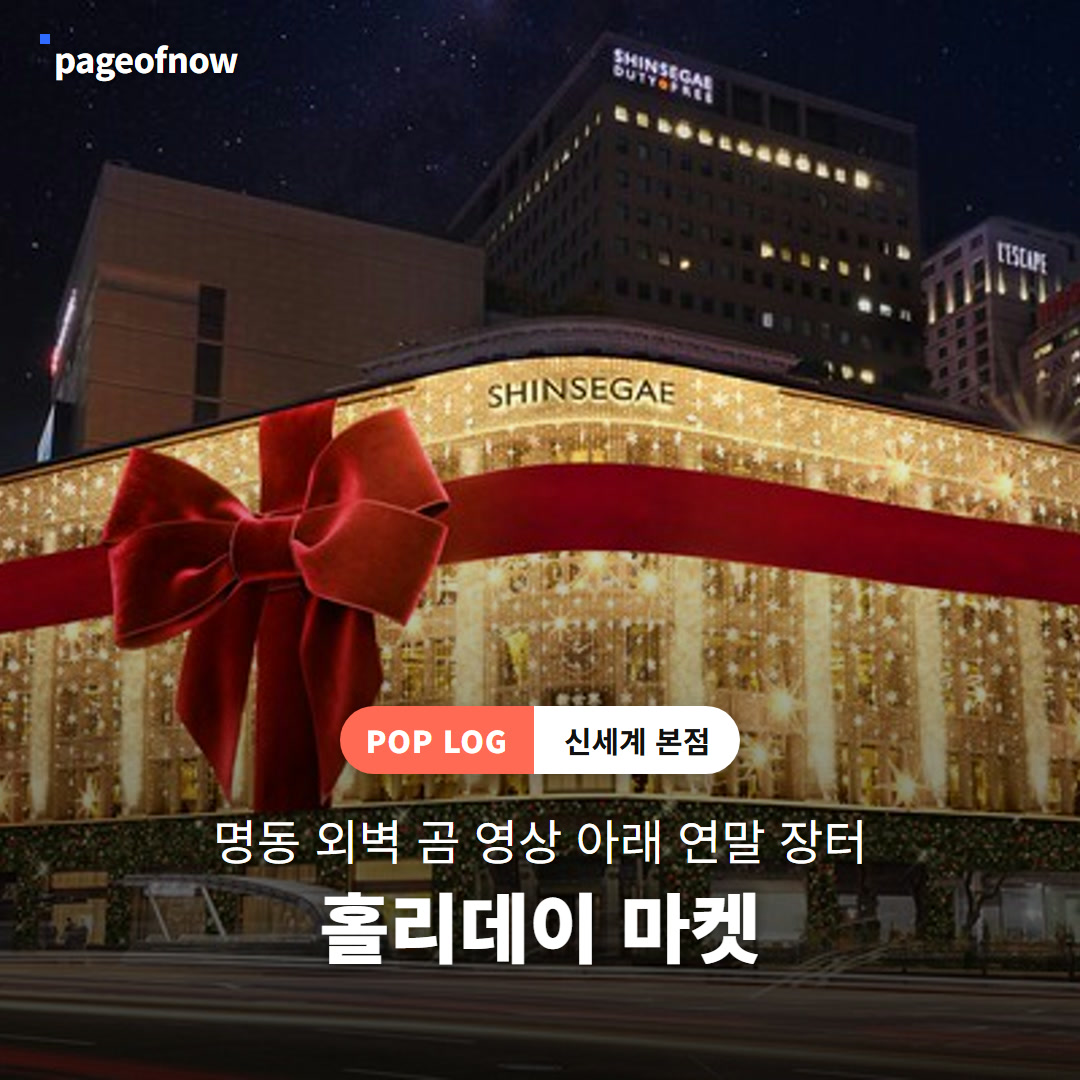 pageofnow
SHINSEGAE
DUTY FREE
L'ESCAPE
SHINSEGAE
POP LOG
신세계 본점
명동 외벽 곰 영상 아래 연말 장터
홀리데이 마켓